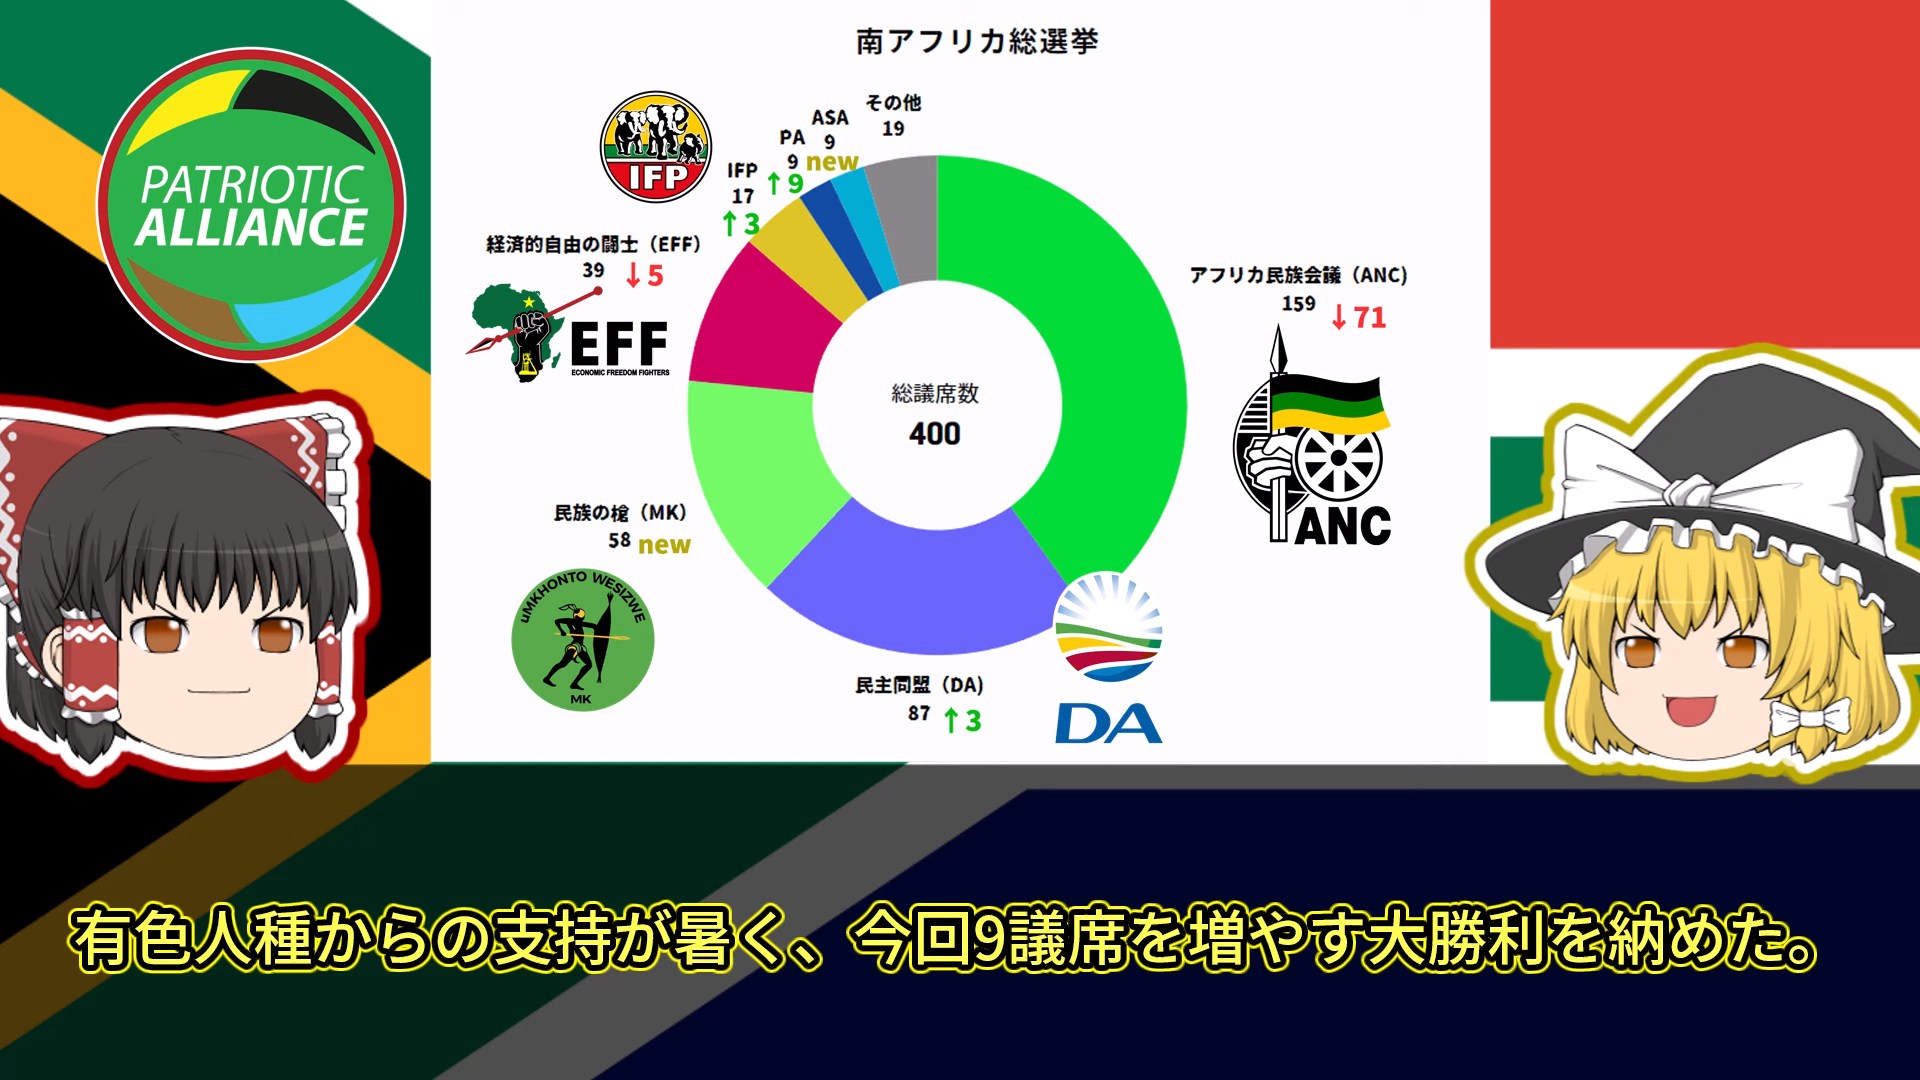 南アフリカ総選挙
PATRIOTIC
ALLIANCE
IFP
その他
19
ASA
9
new
PA
9
↑9
IFP
17
↑3
経済的自由の闘士（EFF）
39 ↓5
EFF
ECONOMIC FREEDOM FIGHTERS
アフリカ民族会議（ANC）
159 ↓71
ANC
総議席数
400
民族の槍（MK）
58 new
uMKHONTO WESIZWE
MK
民主同盟（DA）
87 ↑3
DA
有色人種からの支持が暑く、今回9議席を増やす大勝利を納めた。